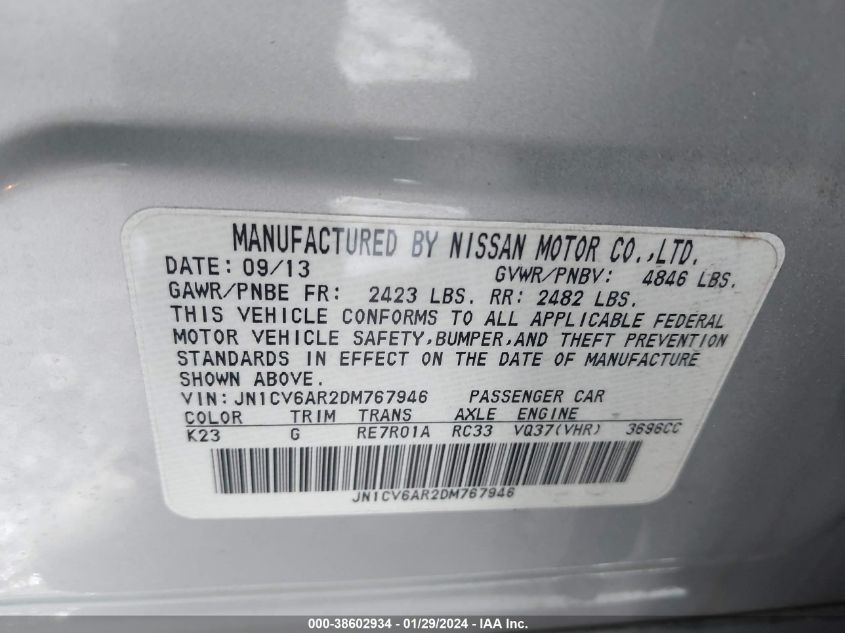 MANUFACTURED BY NISSAN MOTOR CO.,LTD.
DATE: 09/13 GVWR/PNBV: 4846 LBS.
GAWR/PNBE FR: 2423 LBS. RR: 2482 LBS.
THIS VEHICLE CONFORMS TO ALL APPLICABLE FEDERAL
MOTOR VEHICLE SAFETY,BUMPER,AND THEFT PREVENTION
STANDARDS IN EFFECT ON THE DATE OF MANUFACTURE
SHOWN ABOVE.
VIN: JN1CV6AR2DM767946 PASSENGER CAR
COLOR TRIM TRANS AXLE ENGINE
K23 G RE7R01A RC33 VQ37(VHR) 3696CC
JN1CV6AR2DM767946
000-38602934 - 01/29/2024 - IAA Inc.